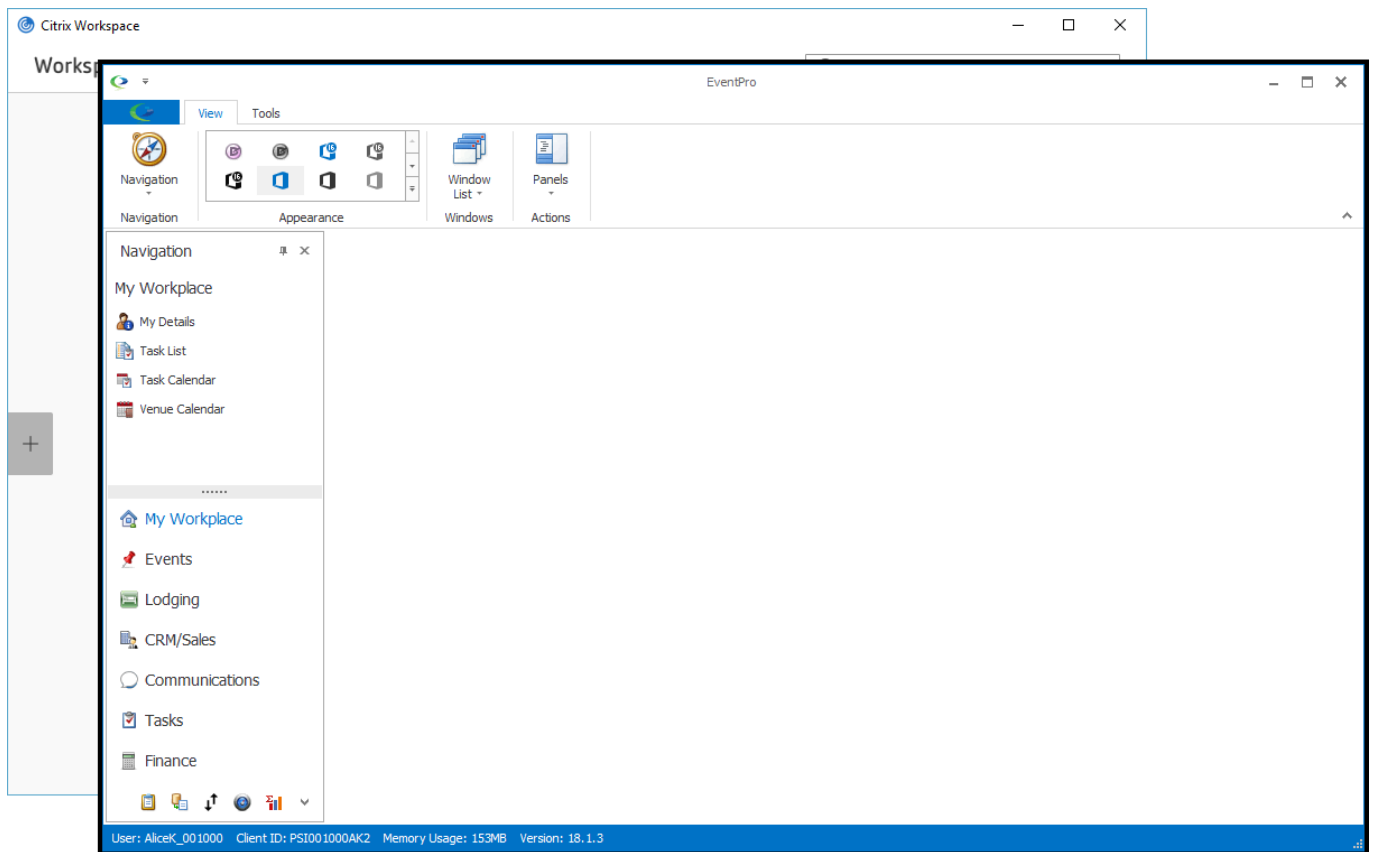 Citrix Workspace
EventPro
View Tools
Navigation
Window List
Panels
Navigation Appearance Windows Actions
Navigation
My Workplace
My Details
Task List
Task Calendar
Venue Calendar
My Workplace
Events
Lodging
CRM/Sales
Communications
Tasks
Finance
User: AliceK_001000 Client ID: PSI001000AK2 Memory Usage: 153MB Version: 18.1.3